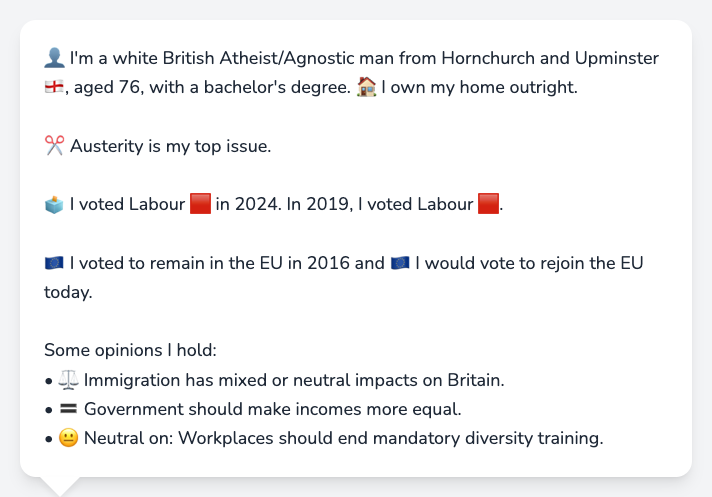 👤 I'm a white British Atheist/Agnostic man from Hornchurch and Upminster
🏴󠁧󠁢󠁥󠁮󠁧󠁿, aged 76, with a bachelor's degree. 🏠 I own my home outright.
✂️ Austerity is my top issue.
🗳️ I voted Labour 🟥 in 2024. In 2019, I voted Labour 🟥.
🇪🇺 I voted to remain in the EU in 2016 and 🇪🇺 I would vote to rejoin the EU
today.
Some opinions I hold:
• ⚖️ Immigration has mixed or neutral impacts on Britain.
• 🟰 Government should make incomes more equal.
• 😐 Neutral on: Workplaces should end mandatory diversity training.